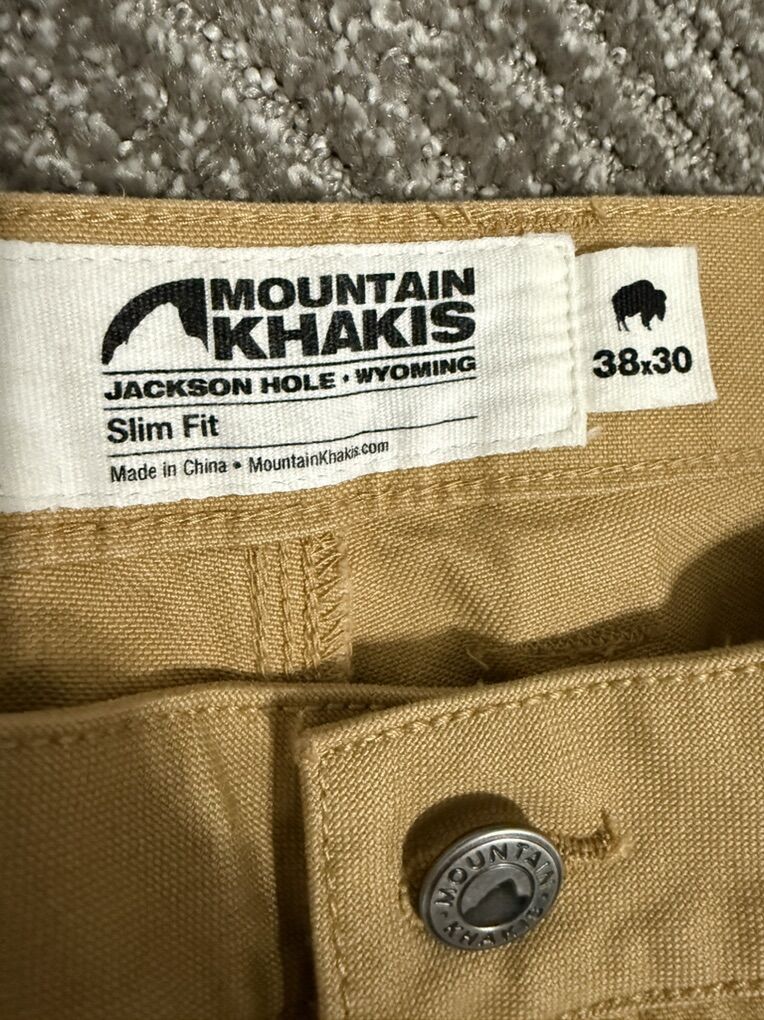 MOUNTAIN
KHAKIS
JACKSON HOLE • WYOMING
Slim Fit
Made in China • MountainKhakis.com
38x30
MOUNTAIN
KHAKIS